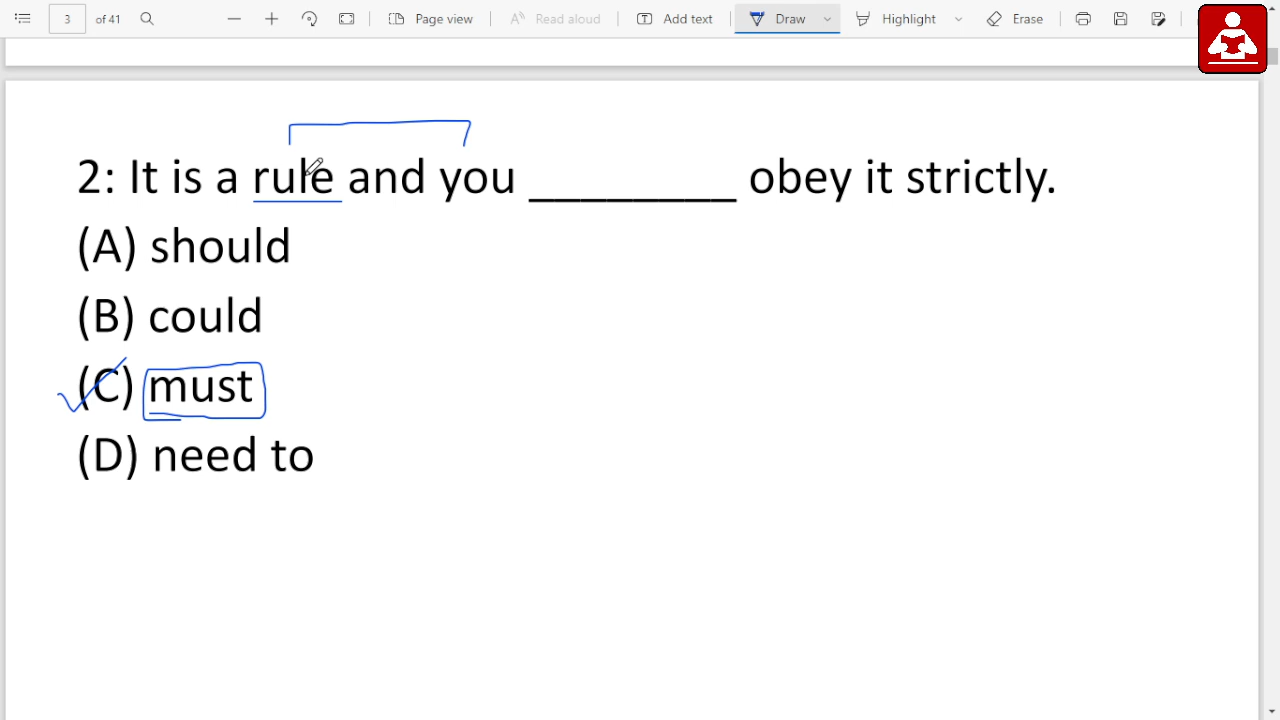 3 of 41 Page view Read aloud Add text Draw Highlight Erase
2: It is a rule and you ________ obey it strictly.
(A) should
(B) could
(C) must
(D) need to